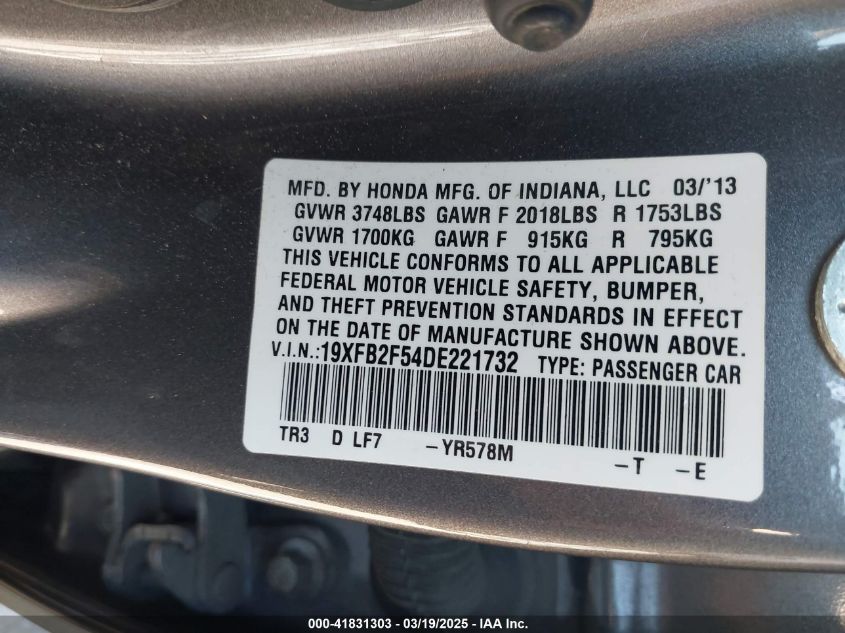 MFD. BY HONDA MFG. OF INDIANA, LLC 03/'13
GVWR 3748LBS GAWR F 2018LBS R 1753LBS
GVWR 1700KG GAWR F 915KG R 795KG
THIS VEHICLE CONFORMS TO ALL APPLICABLE
FEDERAL MOTOR VEHICLE SAFETY, BUMPER,
AND THEFT PREVENTION STANDARDS IN EFFECT
ON THE DATE OF MANUFACTURE SHOWN ABOVE.
V.I.N.:19XFB2F54DE221732 TYPE: PASSENGER CAR
TR3 D LF7 -YR578M -T -E
000-41831303 / 03/19/2025 - IAA Inc.